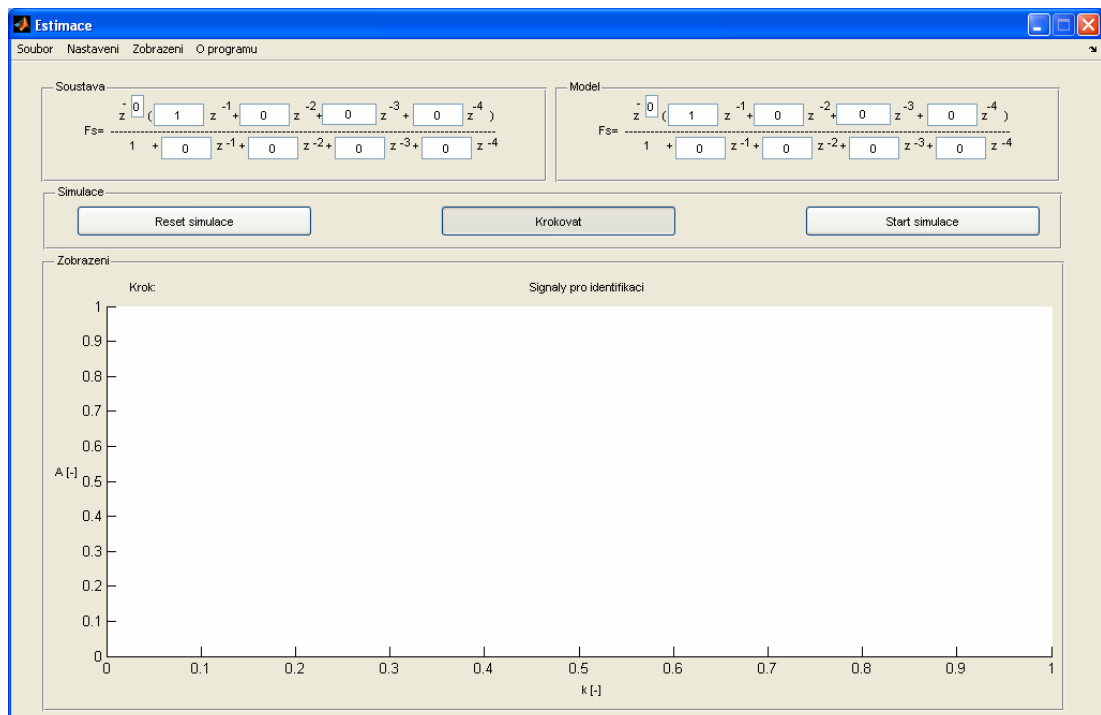 Estimace
Soubor Nastaveni Zobrazeni O programu
Soustava
z -0 ( 1 z -1 + 0 z -2 + 0 z -3 + 0 z -4 )
Fs= --------
1 + 0 z -1 + 0 z -2 + 0 z -3 + 0 z -4
Model
z -0 ( 1 z -1 + 0 z -2 + 0 z -3 + 0 z -4 )
Fs= --------
1 + 0 z -1 + 0 z -2 + 0 z -3 + 0 z -4
Simulace
Reset simulace Krokovat Start simulace
Zobrazeni
Krok: Signaly pro identifikaci
1
0.9
0.8
0.7
0.6
A [-]
0.5
0.4
0.3
0.2
0.1
0
0 0.1 0.2 0.3 0.4 0.5 0.6 0.7 0.8 0.9 1
k [-]